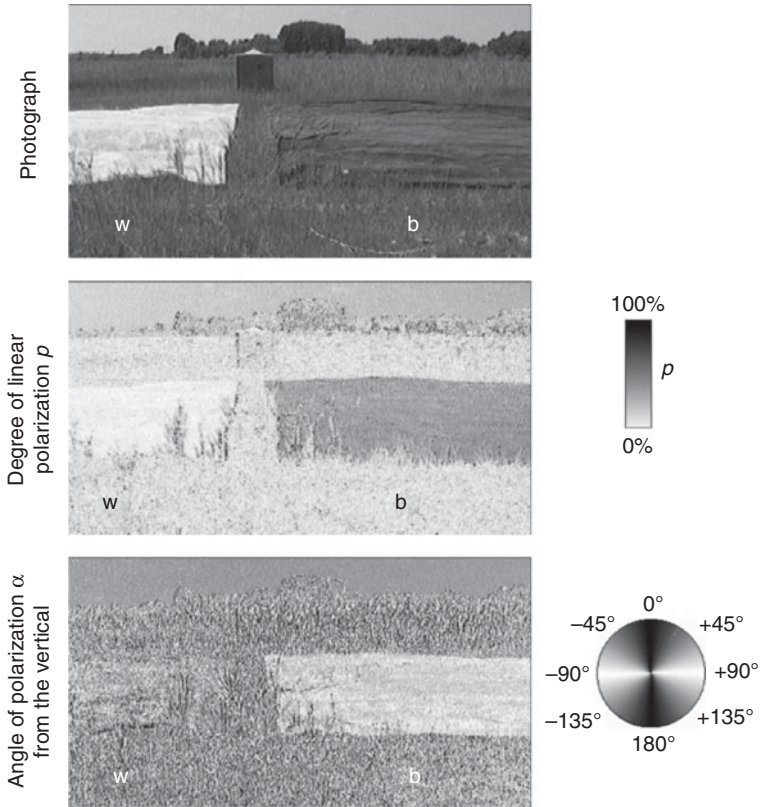 Photograph
w
b
Degree of linear
polarization p
w
b
100%
p
0%
Angle of polarization α
from the vertical
w
b
0°
–45°
+45°
–90°
+90°
–135°
+135°
180°